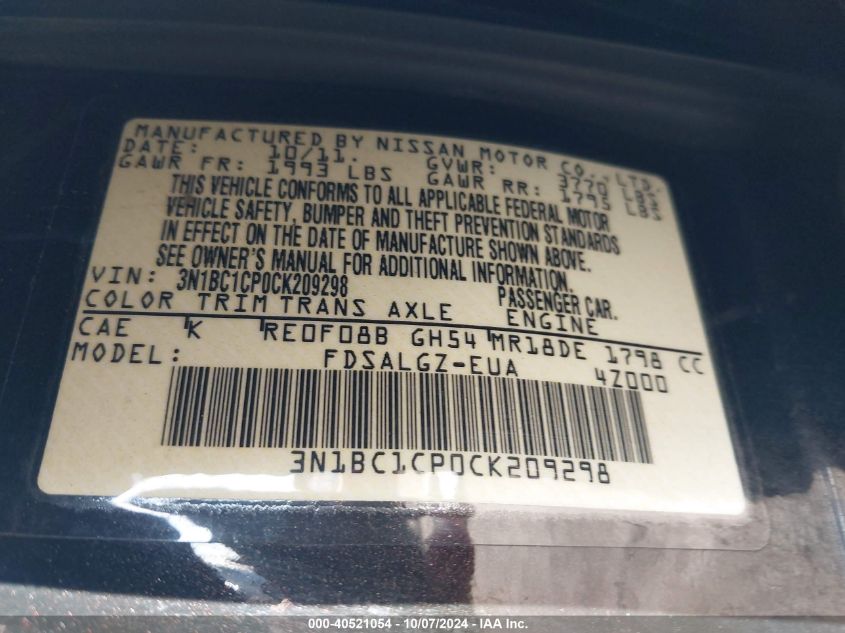 MANUFACTURED BY NISSAN MOTOR CO., LTD.
DATE: 10/11. GVWR: 3770 LBS
GAWR FR: 1993 LBS GAWR RR: 1795 LB
THIS VEHICLE CONFORMS TO ALL APPLICABLE FEDERAL MOTOR
VEHICLE SAFETY, BUMPER AND THEFT PREVENTION STANDARDS
IN EFFECT ON THE DATE OF MANUFACTURE SHOWN ABOVE.
SEE OWNER'S MANUAL FOR ADDITIONAL INFORMATION.
VIN: 3N1BC1CP0CK209298 PASSENGER CAR.
COLOR TRIM TRANS AXLE ENGINE
CAE K RE0F08B GH54 MR18DE 1798 CC
MODEL: FDSALGZ-EUA 4Z000
3N1BC1CP0CK209298
000-40521054 - 10/07/2024 - IAA Inc.